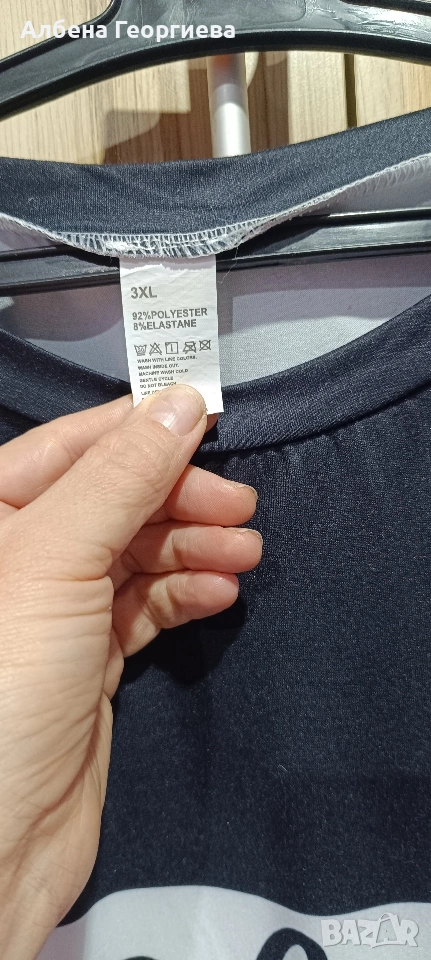 Албена Георгиева
3XL
92%POLYESTER
8%ELASTANE
WASH WITH LIKE COLORS.
WASH INSIDE OUT.
MACHINE WASH COLD
GENTLE CYCLE
DO NOT BLEACH
BAZAR